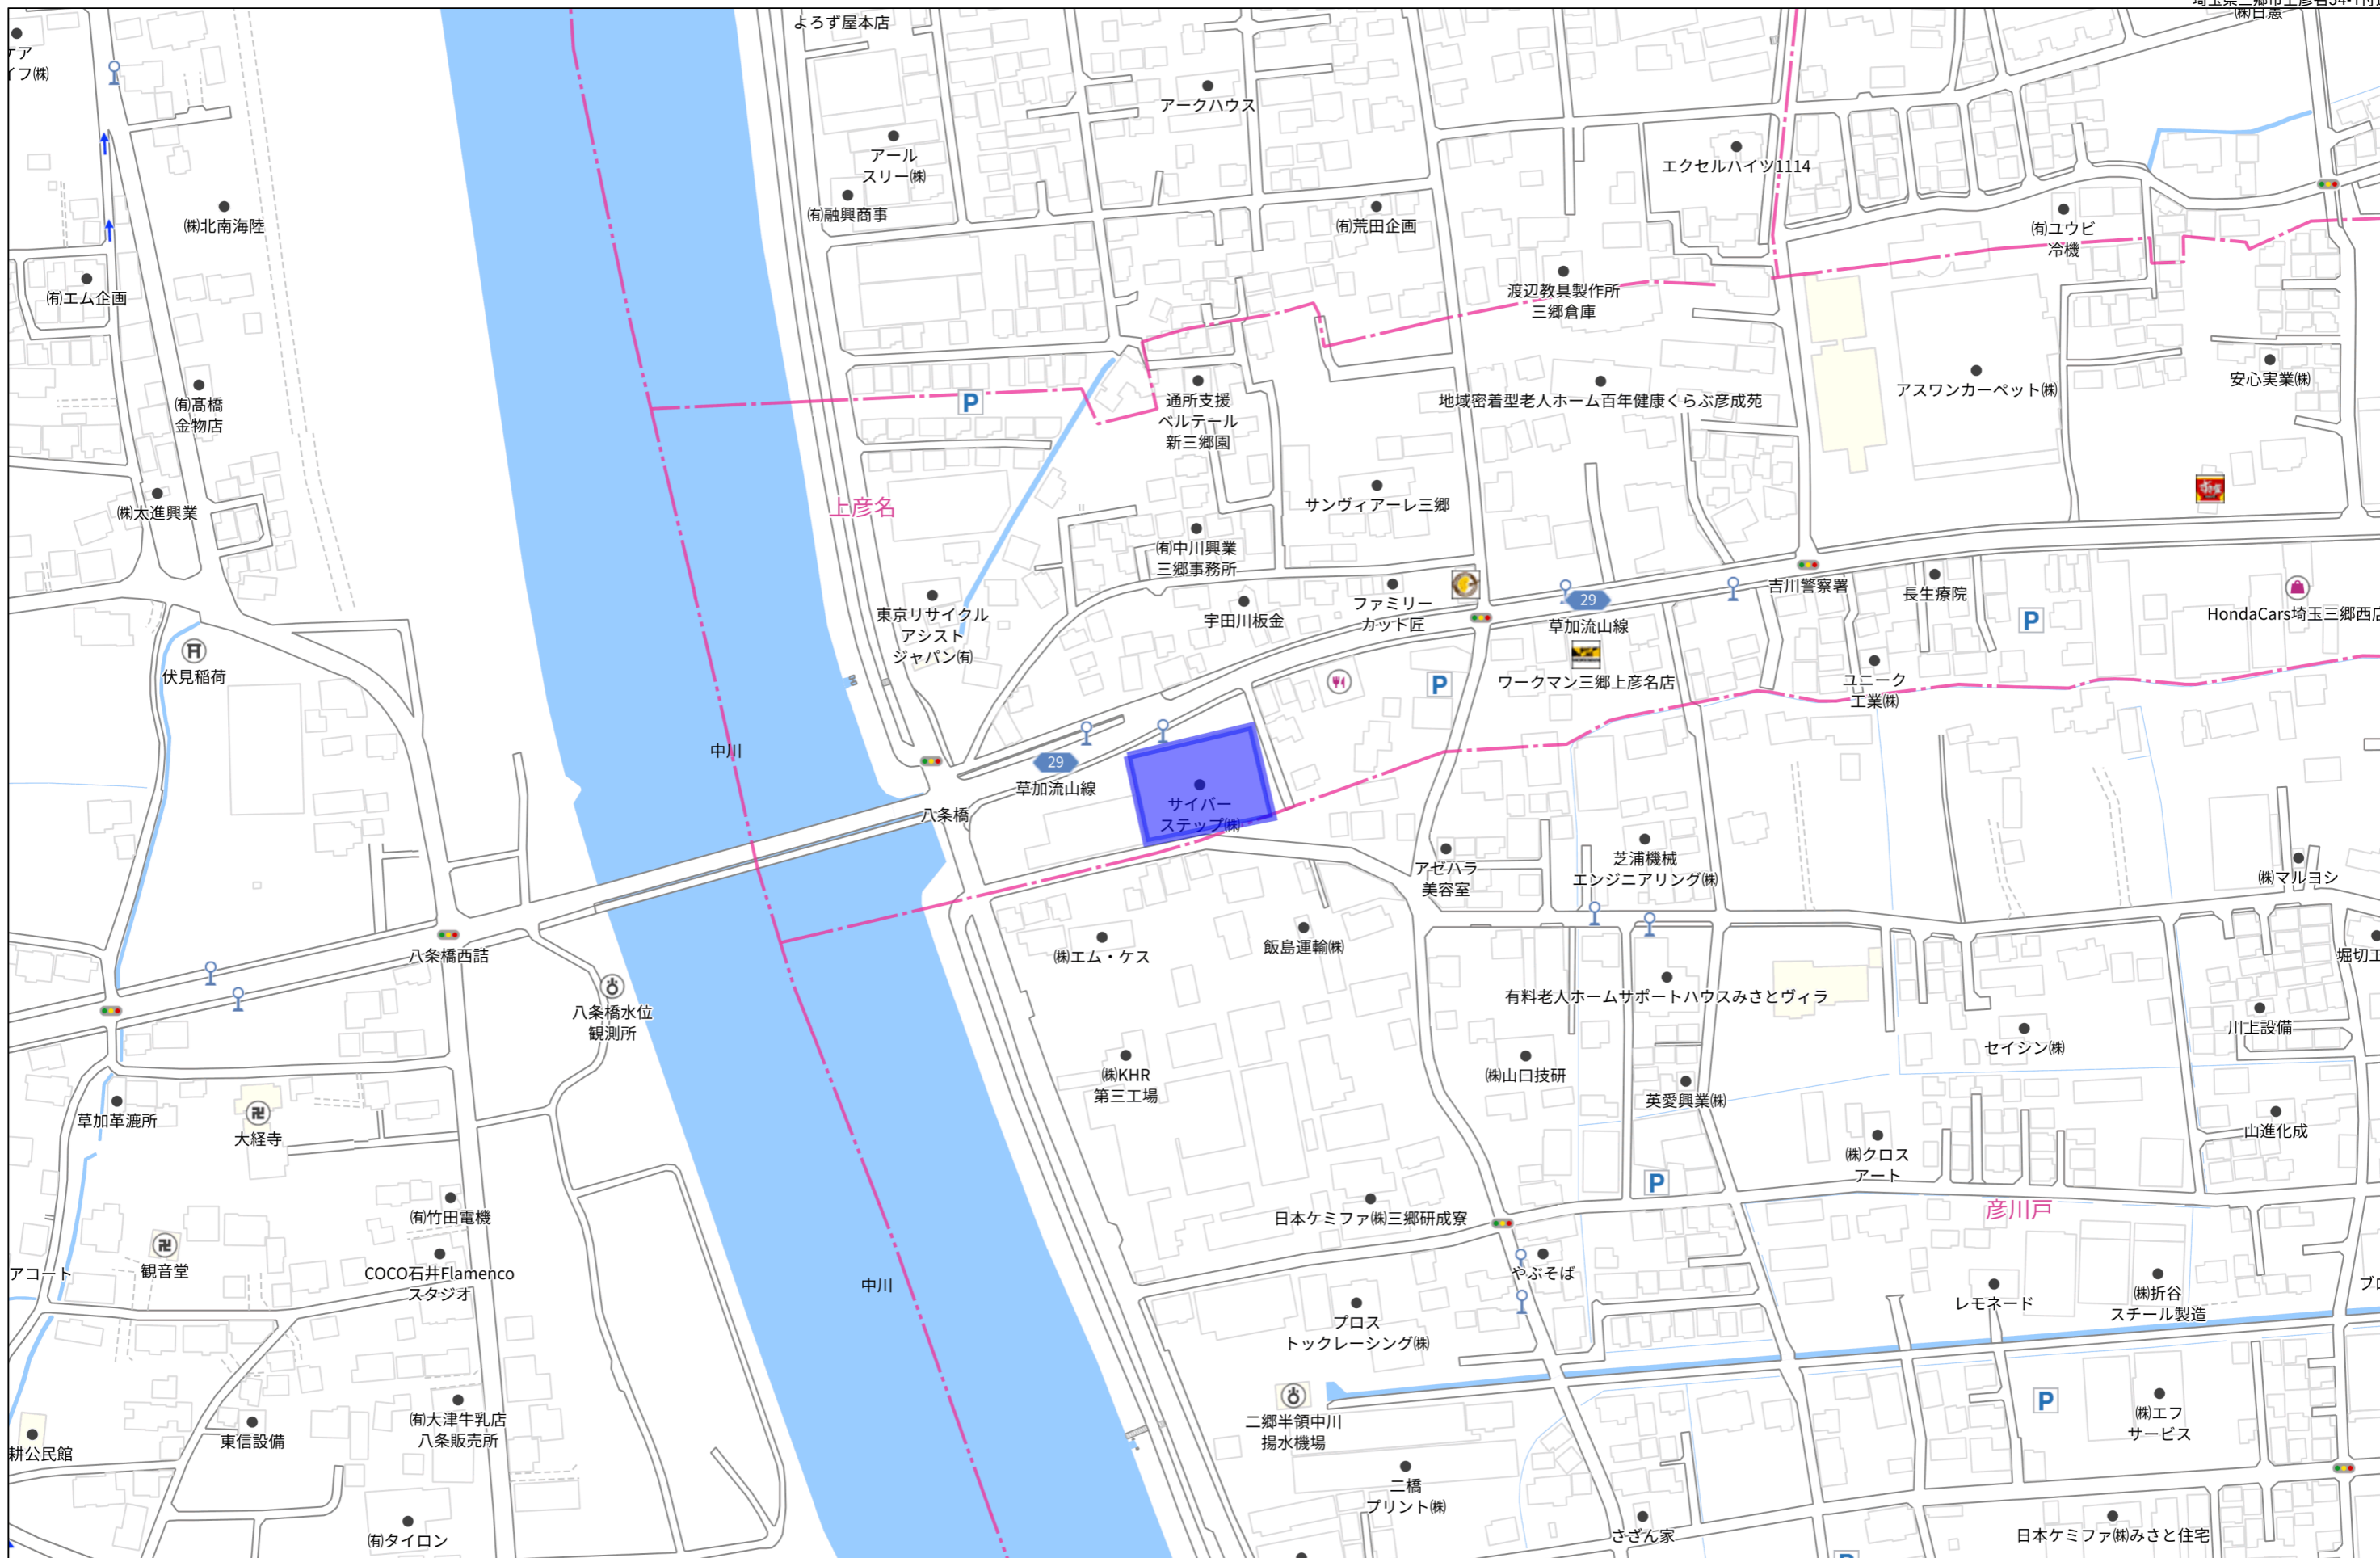 よろず屋本店
㈱日憲
ケア
イフ㈱
アークハウス
アール
スリー㈱
㈲融興商事
エクセルハイツ1114
㈱北南海陸
㈲荒田企画
㈲ユウビ
冷機
㈲エム企画
渡辺教具製作所
三郷倉庫
㈲髙橋
金物店
P
通所支援
ベルテール
新三郷園
地域密着型老人ホーム百年健康くらぶ彦成苑
アスワンカーペット㈱
安心実業㈱
㈱太進興業
上彦名
サンヴィアーレ三郷
すき家
㈲中川興業
三郷事務所
東京リサイクル
アシスト
ジャパン㈲
宇田川板金
ファミリー
カット匠
29
草加流山線
吉川警察署
長生療院
P
HondaCars埼玉三郷西店
伏見稲荷
P
ワークマン三郷上彦名店
ユニーク
工業㈱
中川
29
草加流山線
八条橋
サイバー
ステップ㈱
アゼハラ
美容室
芝浦機械
エンジニアリング㈱
㈱マルヨシ
八条橋西詰
㈱エム・ケス
飯島運輸㈱
堀切工
八条橋水位
観測所
有料老人ホームサポートハウスみさとヴィラ
川上設備
セイシン㈱
㈱KHR
第三工場
㈱山口技研
英愛興業㈱
草加革漉所
大経寺
山進化成
㈱クロス
アート
P
㈲竹田電機
日本ケミファ㈱三郷研成寮
彦川戸
観音堂
アコート
COCO石井Flamenco
スタジオ
中川
やぶそば
レモネード
㈱折谷
スチール製造
プロス
トックレーシング㈱
P
㈲大津牛乳店
八条販売所
東信設備
耕公民館
二郷半領中川
揚水機場
㈱エフ
サービス
二橋
プリント㈱
㈲タイロン
さざん家
日本ケミファ㈱みさと住宅
P